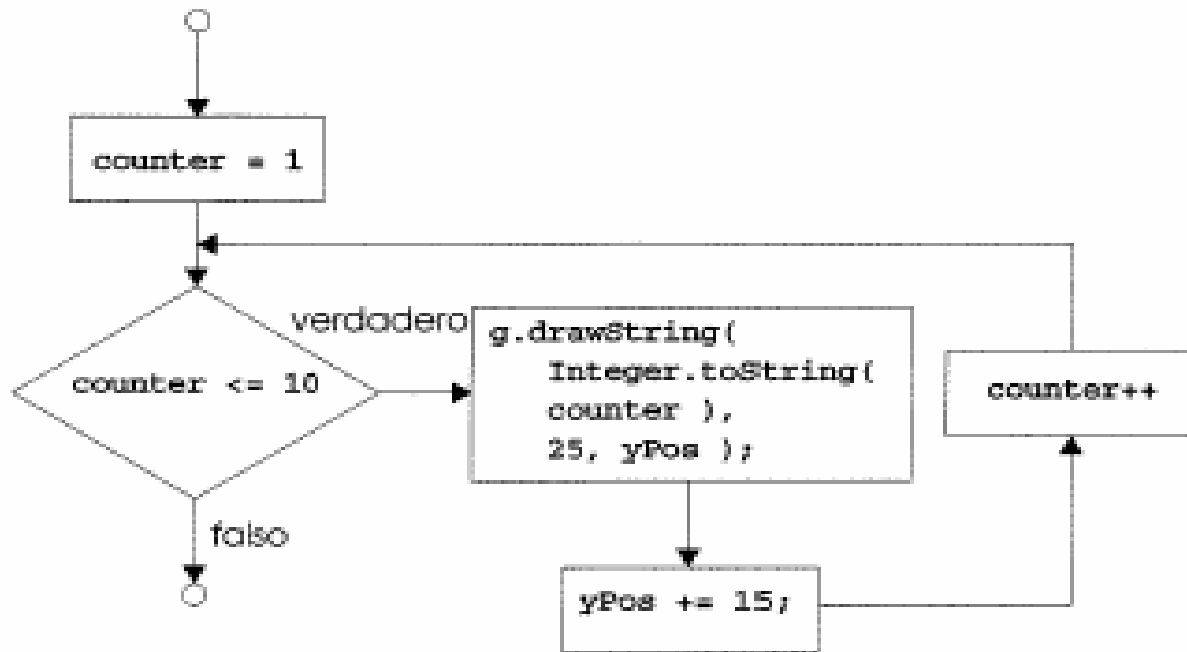 counter = 1
verdadero
counter <= 10
g.drawString(
Integer.toString(
counter ),
25, yPos );
counter++
falso
yPos += 15;